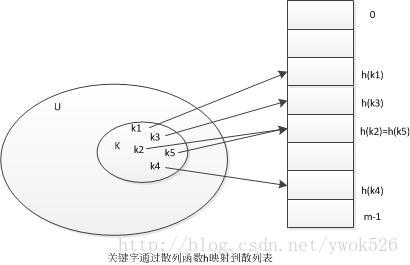 0
U
k1
k3
K
k2
k5
k4
h(k1)
h(k3)
h(k2)=h(k5)
h(k4)
m-1
http://blog.csdn.net/ywok526
关键字通过散列函数h映射到散列表